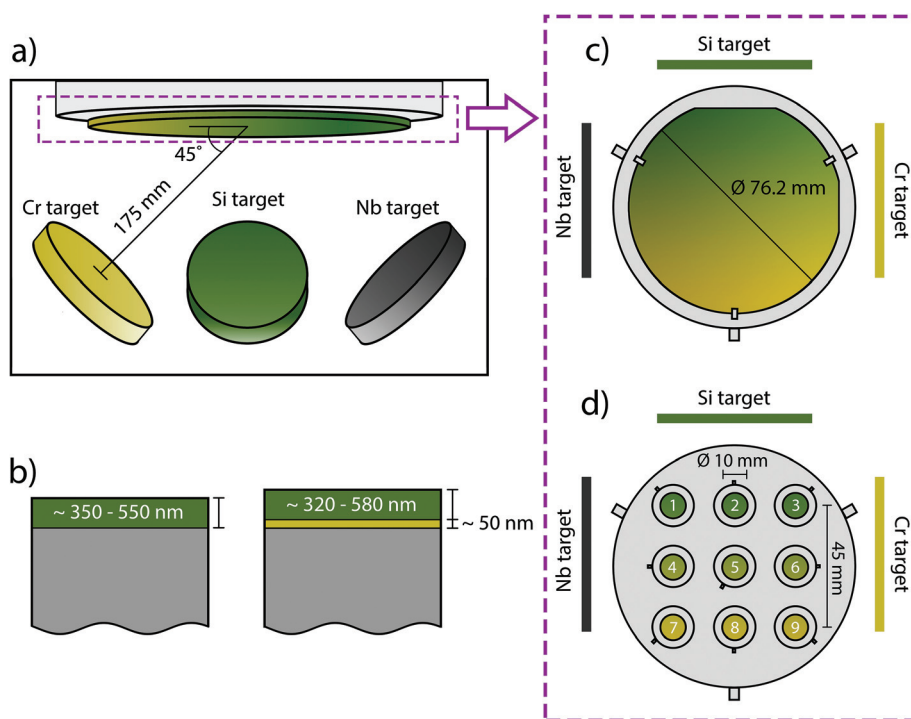 a)
45°
175 mm
Cr target
Si target
Nb target
b)
~ 350 - 550 nm
~ 320 - 580 nm
~ 50 nm
c)
Si target
Nb target
Ø 76.2 mm
Cr target
d)
Si target
Nb target
Ø 10 mm
1 2 3
4 5 6
7 8 9
45 mm
Cr target